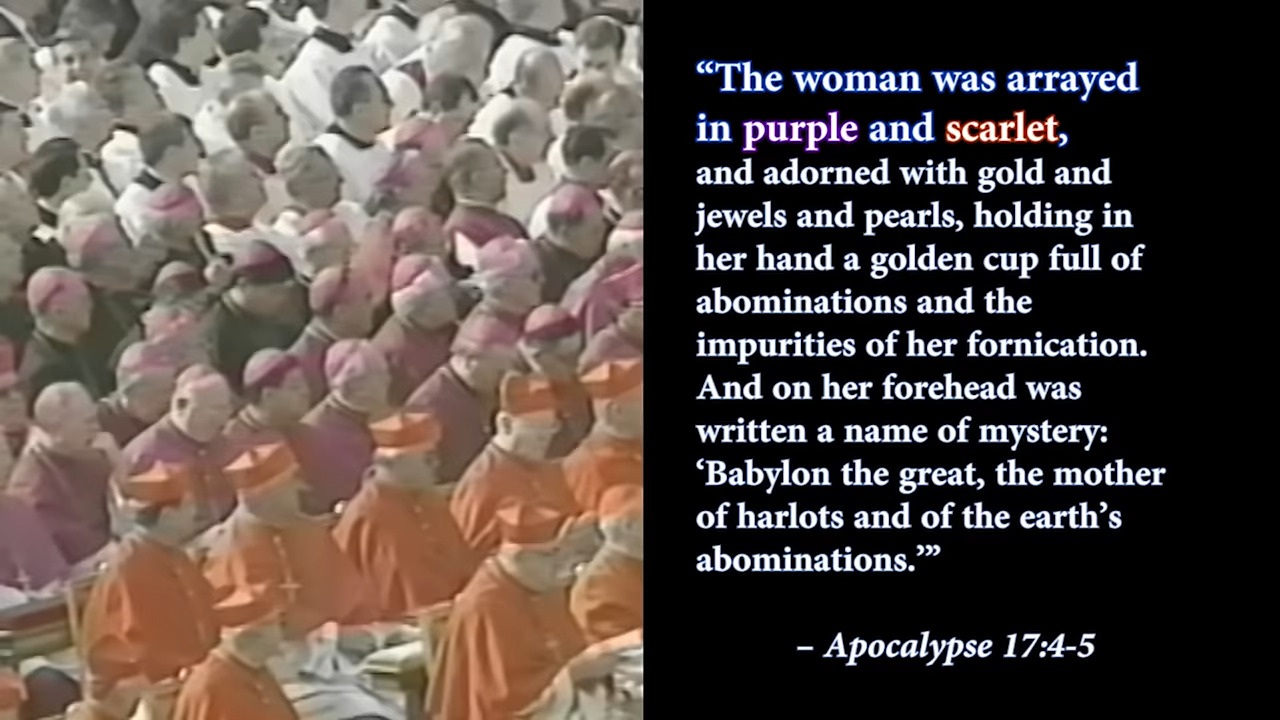 “The woman was arrayed
in purple and scarlet,
and adorned with gold and
jewels and pearls, holding in
her hand a golden cup full of
abominations and the
impurities of her fornication.
And on her forehead was
written a name of mystery:
‘Babylon the great, the mother
of harlots and of the earth’s
abominations.’”
– Apocalypse 17:4-5